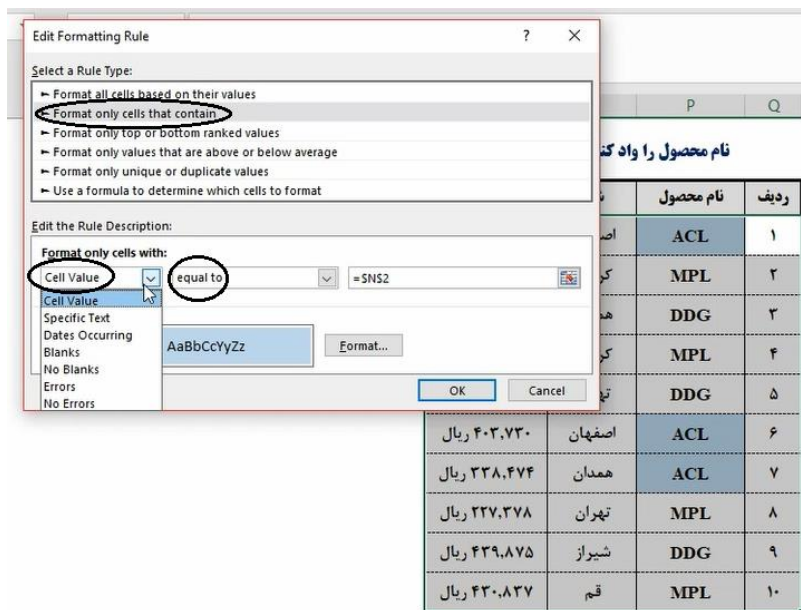 Edit Formatting Rule ? ×
Select a Rule Type:
► Format all cells based on their values
► Format only cells that contain
► Format only top or bottom ranked values
► Format only values that are above or below average
► Format only unique or duplicate values
► Use a formula to determine which cells to format
Edit the Rule Description:
Format only cells with:
Cell Value equal to =$N$2
Cell Value
Specific Text
Dates Occurring
Blanks
No Blanks
Errors
No Errors
AaBbCcYyZz Format...
OK Cancel
P Q
نام محصول را واد
ردیف نام محصول
۱ ACL
۲ MPL
۳ DDG
۴ MPL
۵ DDG
۶ ACL اصفهان ۴۰۳,۷۳۰ ریال
۷ ACL همدان ۳۳۸,۴۷۴ ریال
۸ MPL تهران ۲۲۷,۳۷۸ ریال
۹ DDG شیراز ۴۳۹,۸۷۵ ریال
۱۰ MPL قم ۴۳۰,۸۳۷ ریال